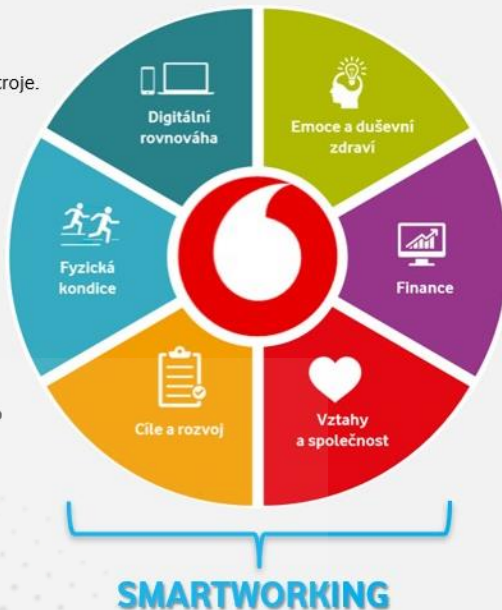 troje.
Digitální
rovnováha
Emoce a duševní
zdraví
Fyzická
kondice
Finance
Cíle a rozvoj
Vztahy
a společnost
SMARTWORKING